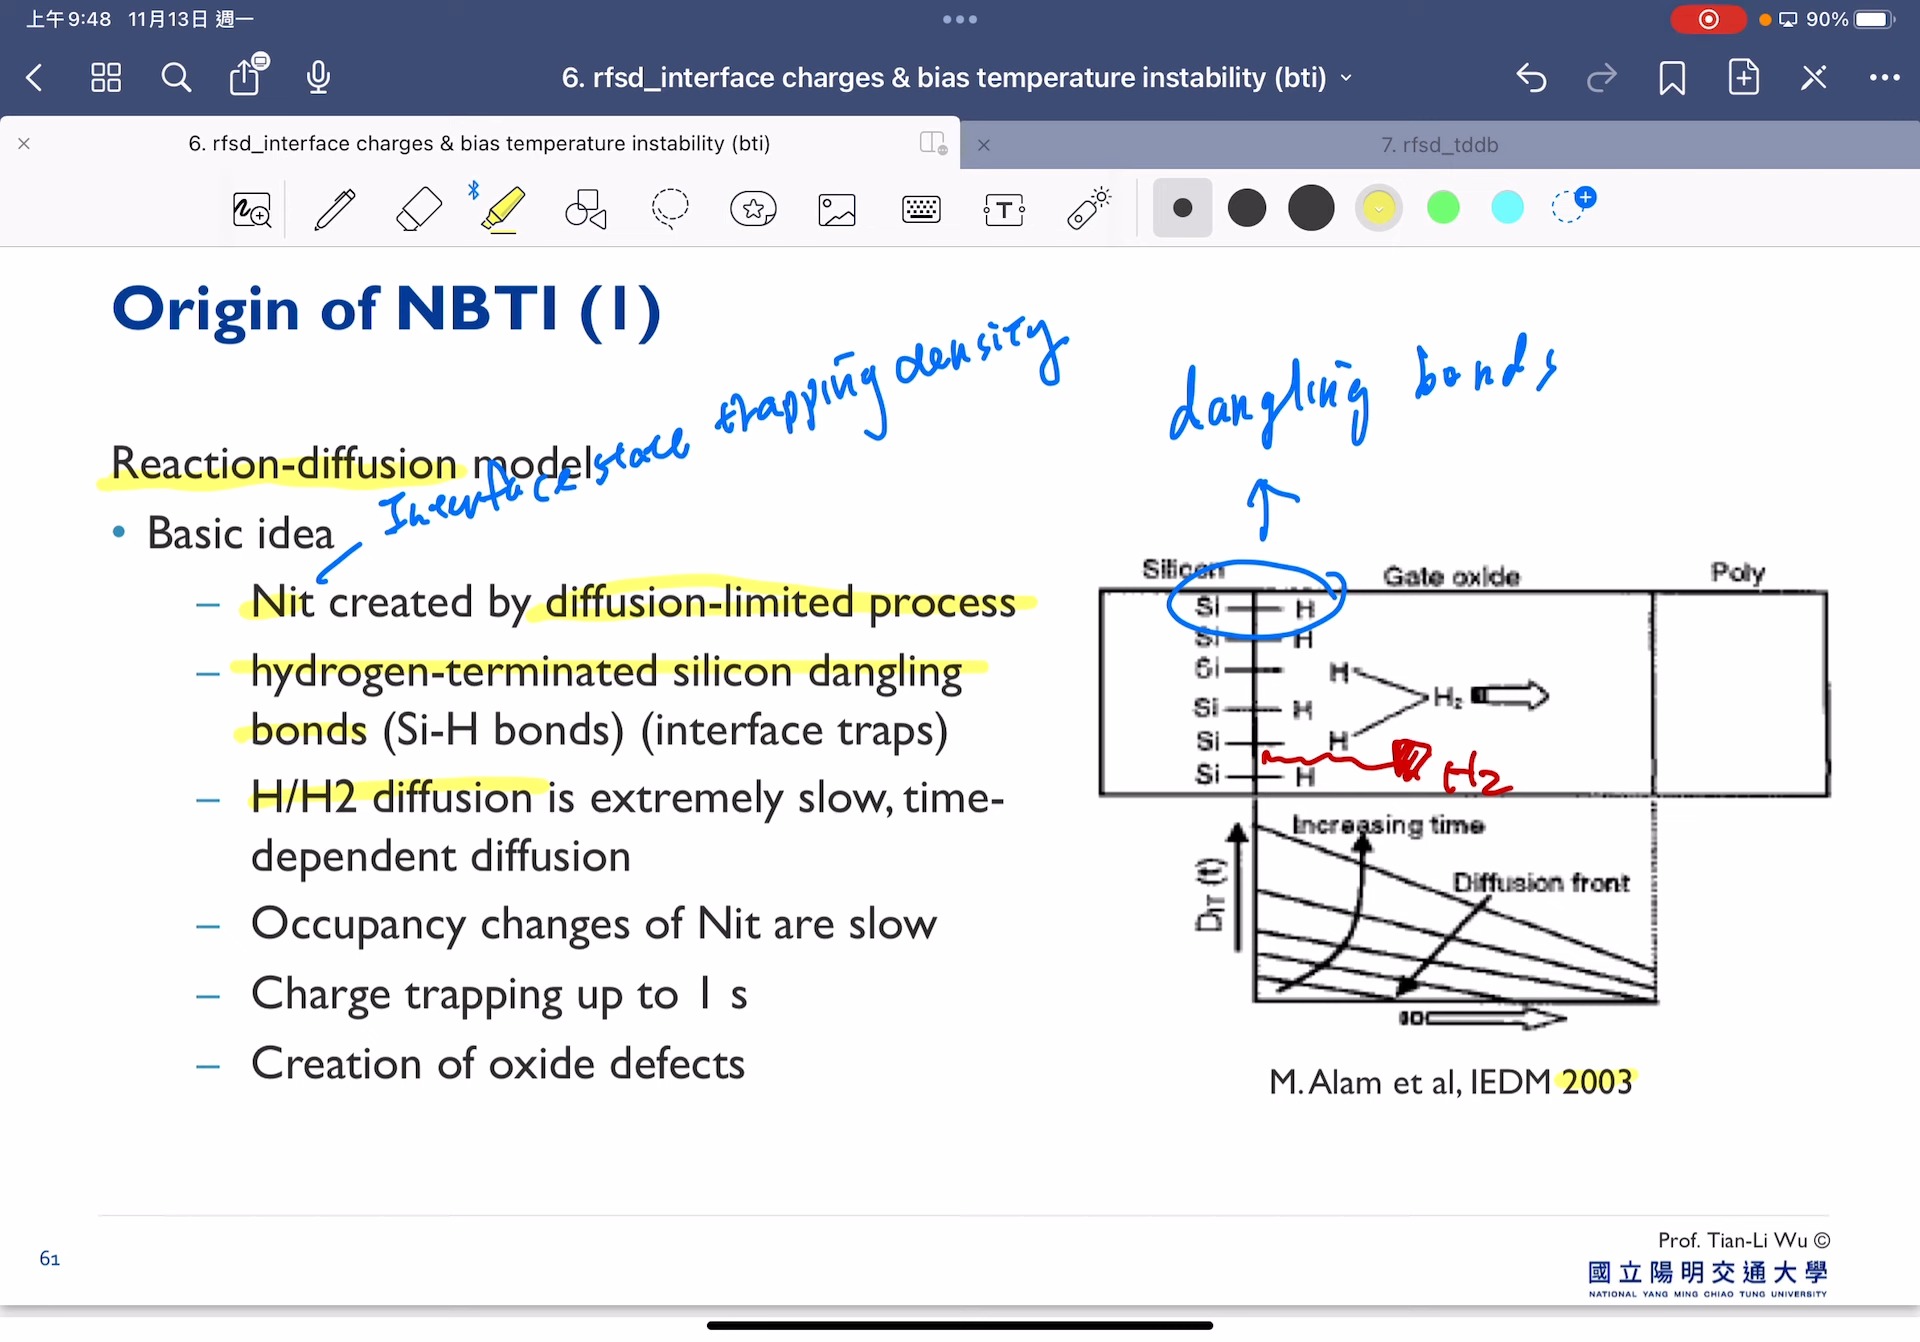 上午9:48 11月13日 週一
90%
6. rfsd_interface charges & bias temperature instability (bti)
6. rfsd_interface charges & bias temperature instability (bti)
7. rfsd_tddb
Origin of NBTI (1)
Interface state trapping density
dangling bonds
Reaction-diffusion model
• Basic idea
– Nit created by diffusion-limited process
– hydrogen-terminated silicon dangling
bonds (Si-H bonds) (interface traps)
– H/H2 diffusion is extremely slow, time-
dependent diffusion
– Occupancy changes of Nit are slow
– Charge trapping up to 1 s
– Creation of oxide defects
Silicon Gate oxide Poly
Si H
Si H
Si H
H₂
Si H
Si H
Si H
H2
Increasing time
Diffusion front
DIT (t)
M. Alam et al, IEDM 2003
61
Prof. Tian-Li Wu ©
國立陽明交通大學
NATIONAL YANG MING CHIAO TUNG UNIVERSITY